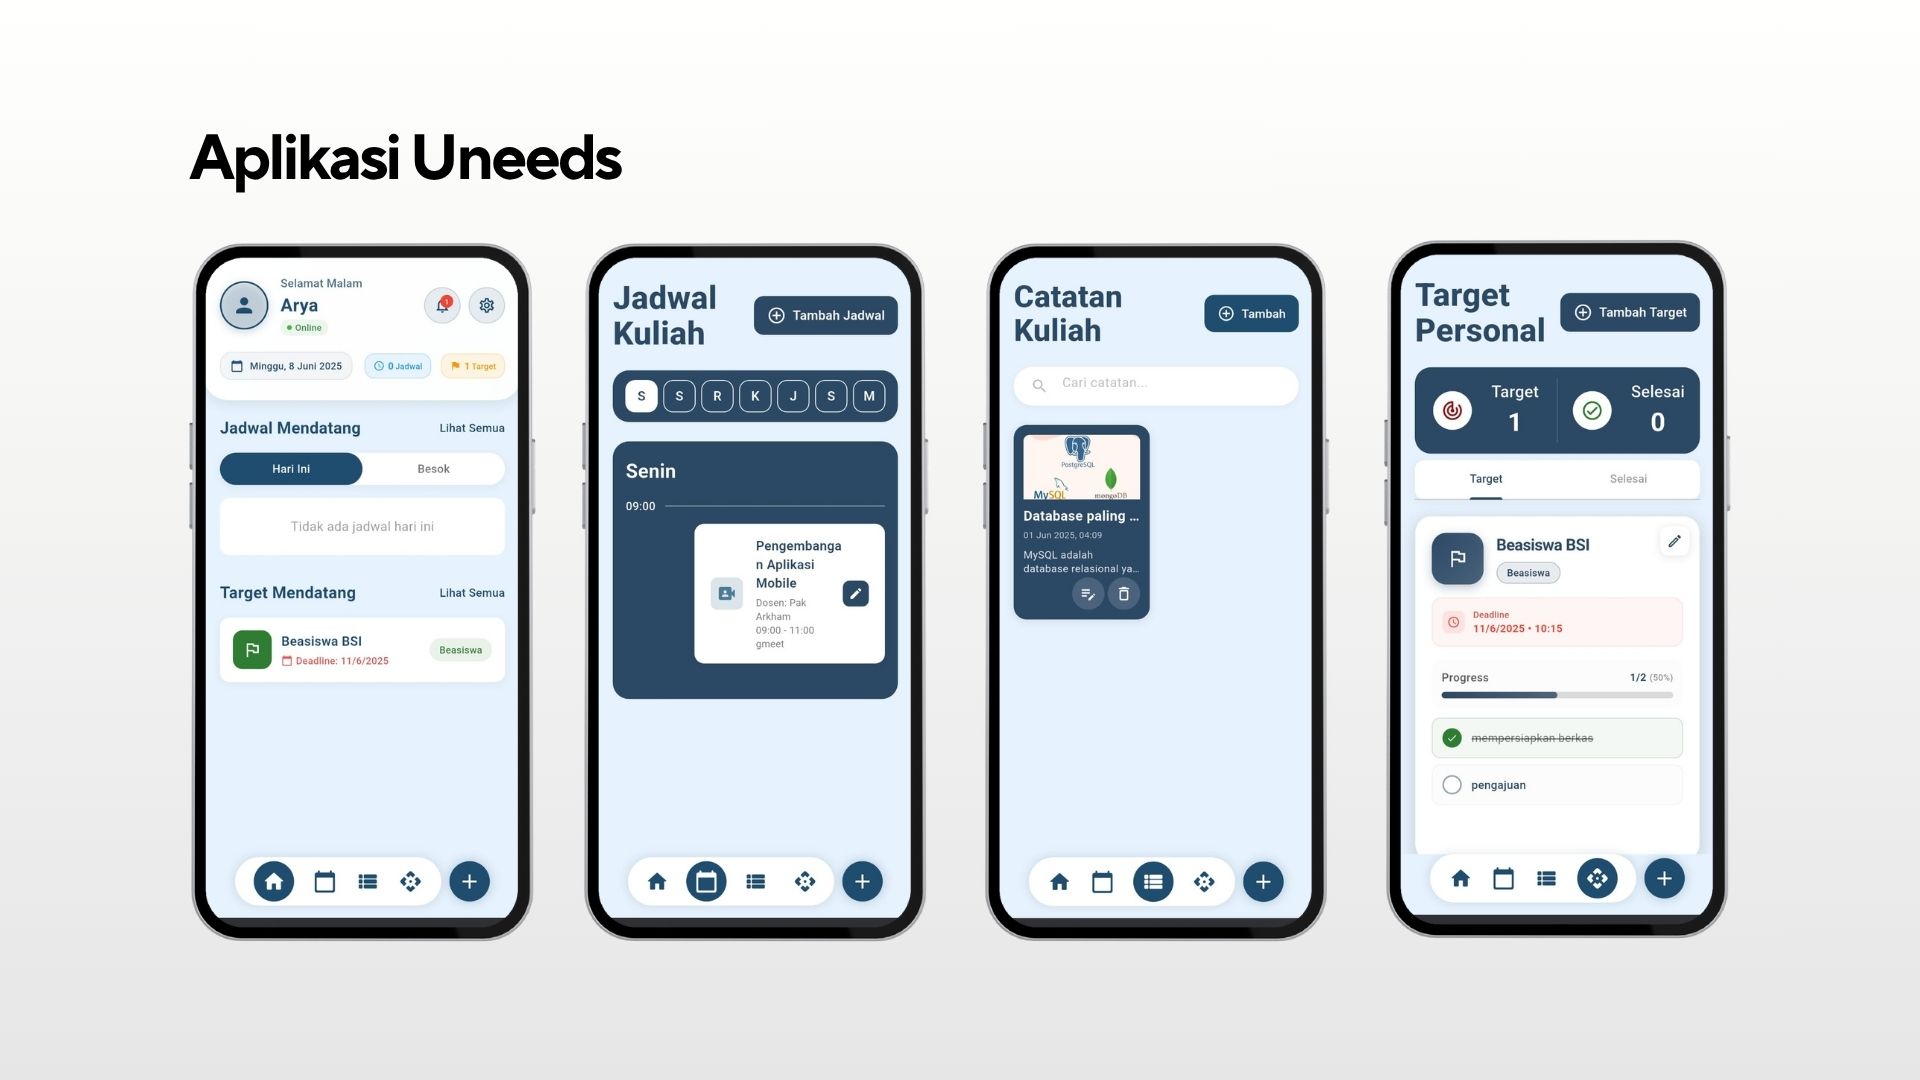 Aplikasi Uneeds
Selamat Malam
Arya
Online
1
Minggu, 8 Juni 2025
0 Jadwal
1 Target
Jadwal Mendatang
Lihat Semua
Hari Ini
Besok
Tidak ada jadwal hari ini
Target Mendatang
Lihat Semua
Beasiswa BSI
Deadline: 11/6/2025
Beasiswa
Jadwal
Kuliah
Tambah Jadwal
S S R K J S M
Senin
09:00
Pengembanga
n Aplikasi
Mobile
Dosen: Pak
Arkham
09:00 - 11:00
gmeet
Catatan
Kuliah
Tambah
Cari catatan...
PostgreSQL
MySQL
mongoDB
Database paling ...
01 Jun 2025, 04:09
MySQL adalah
database relasional ya...
Target
Personal
Tambah Target
Target
1
Selesai
0
Target
Selesai
Beasiswa BSI
Beasiswa
Deadline
11/6/2025 • 10:15
Progress
1/2 (50%)
mempersiapkan berkas
pengajuan